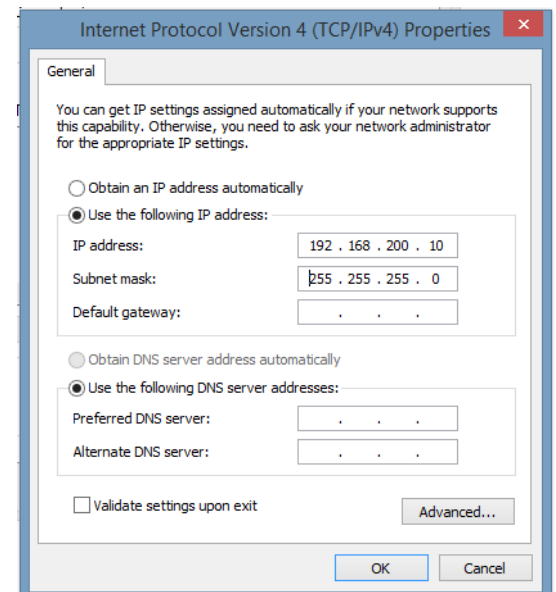 Internet Protocol Version 4 (TCP/IPv4) Properties
General
You can get IP settings assigned automatically if your network supports
this capability. Otherwise, you need to ask your network administrator
for the appropriate IP settings.
Obtain an IP address automatically
Use the following IP address:
IP address: 192 . 168 . 200 . 10
Subnet mask: 255 . 255 . 255 . 0
Default gateway: . . .
Obtain DNS server address automatically
Use the following DNS server addresses:
Preferred DNS server: . . .
Alternate DNS server: . . .
Validate settings upon exit
Advanced...
OK Cancel